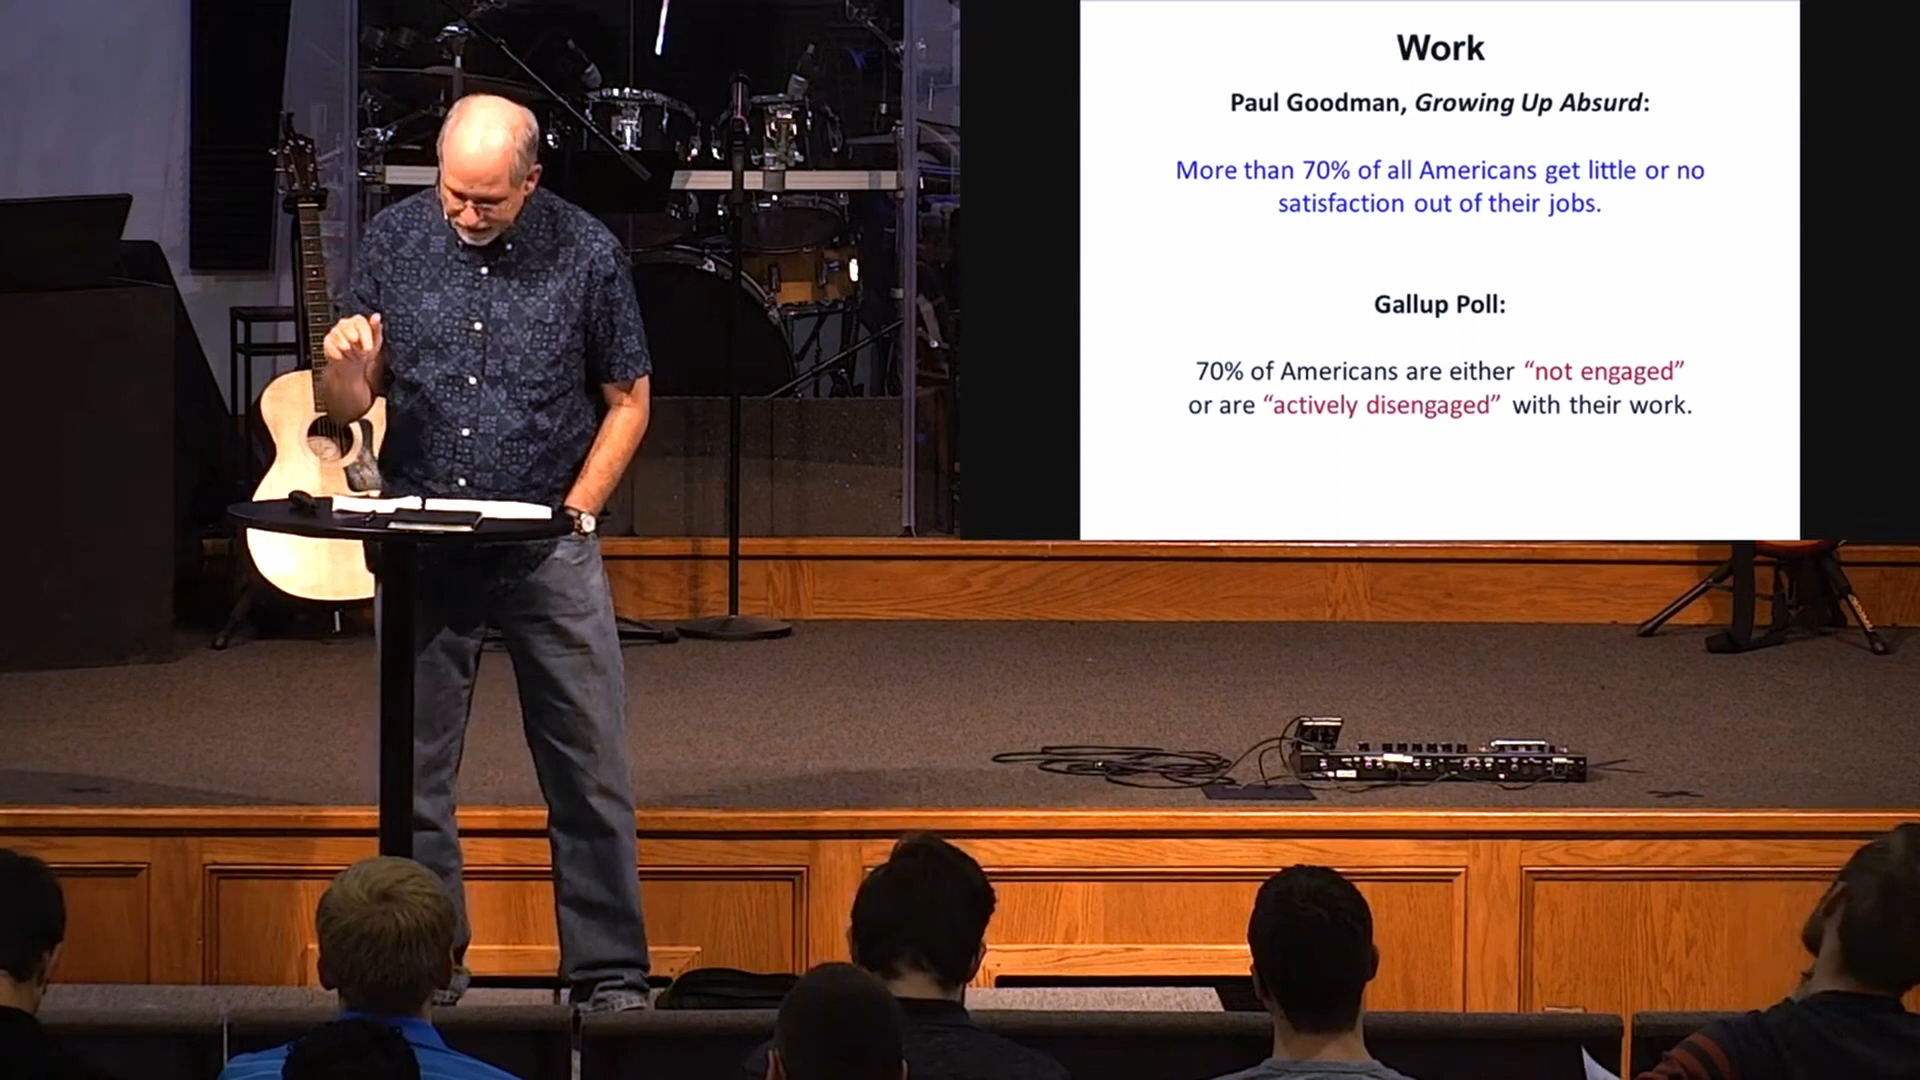 Work
Paul Goodman, Growing Up Absurd:
More than 70% of all Americans get little or no
satisfaction out of their jobs.
Gallup Poll:
70% of Americans are either “not engaged”
or are “actively disengaged” with their work.